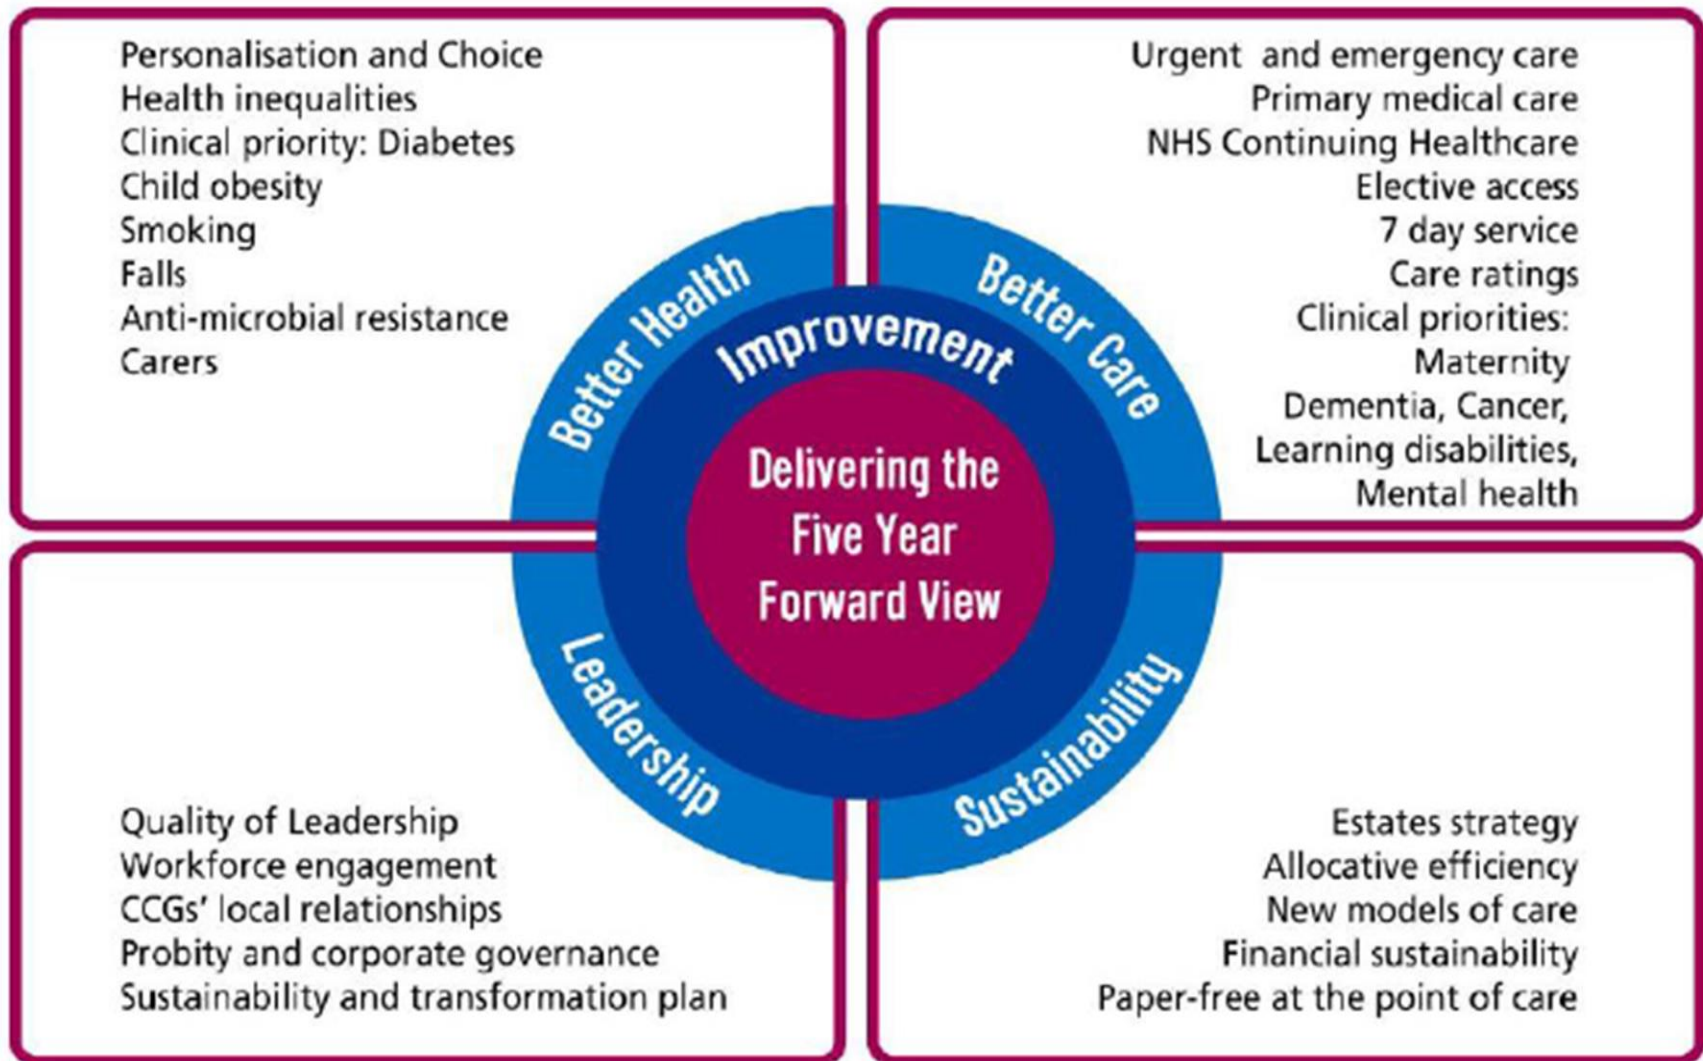 Personalisation and Choice
Health inequalities
Clinical priority: Diabetes
Child obesity
Smoking
Falls
Anti-microbial resistance
Carers
Urgent and emergency care
Primary medical care
NHS Continuing Healthcare
Elective access
7 day service
Care ratings
Clinical priorities:
Maternity
Dementia, Cancer,
Learning disabilities,
Mental health
Better Health
Better Care
Improvement
Delivering the
Five Year
Forward View
Leadership
Sustainability
Quality of Leadership
Workforce engagement
CCGs’ local relationships
Probity and corporate governance
Sustainability and transformation plan
Estates strategy
Allocative efficiency
New models of care
Financial sustainability
Paper-free at the point of care